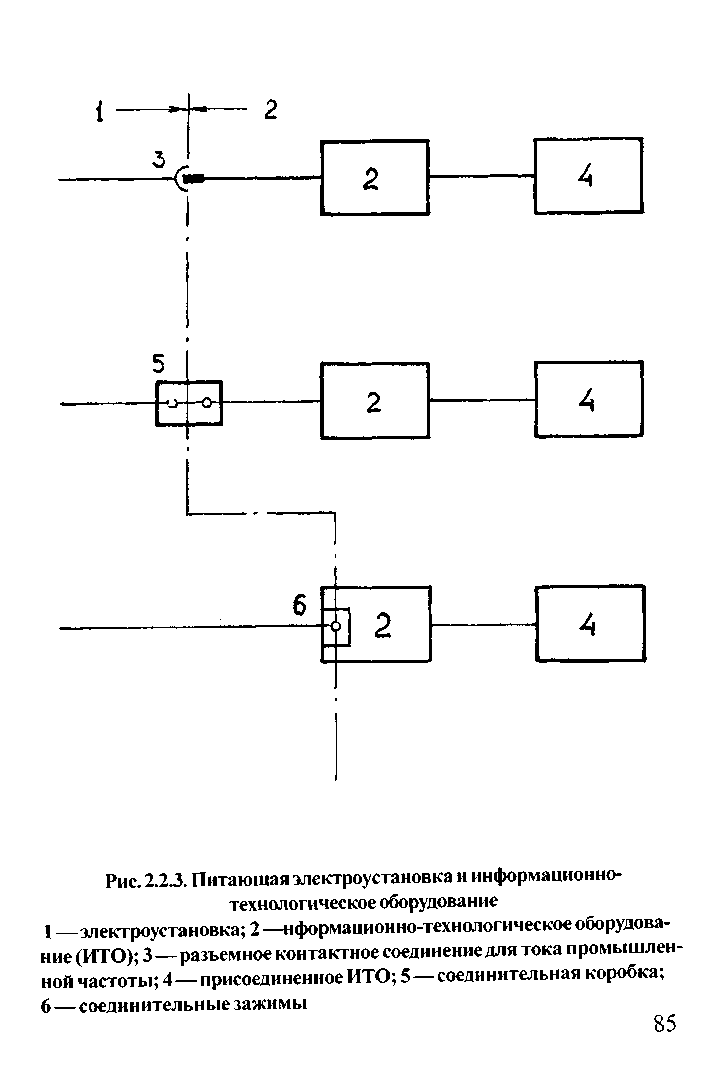 1 2
3
2 4
5
2 4
6
2 4
Рис. 2.2.3. Питающая электроустановка и информационно-
технологическое оборудование
1 — электроустановка; 2 —нформационно-технологическое оборудова-
ние (ИТО); 3 — разъемное контактное соединение для тока промышлен-
ной частоты; 4 — присоединенное ИТО; 5 — соединительная коробка;
6 — соединительные зажимы
85